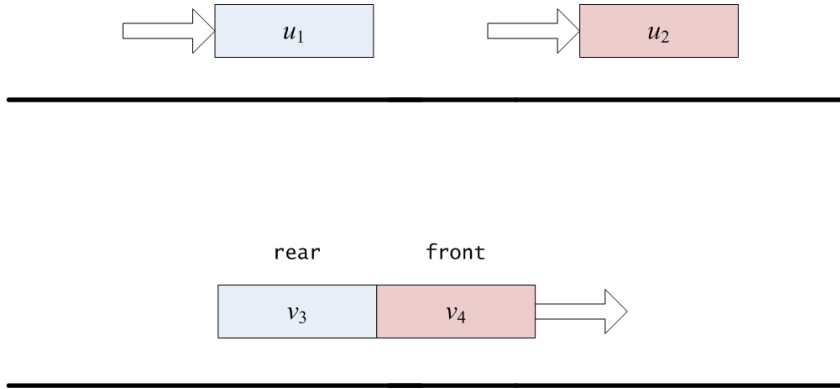 u₁ u₂
rear front
v₃ v₄